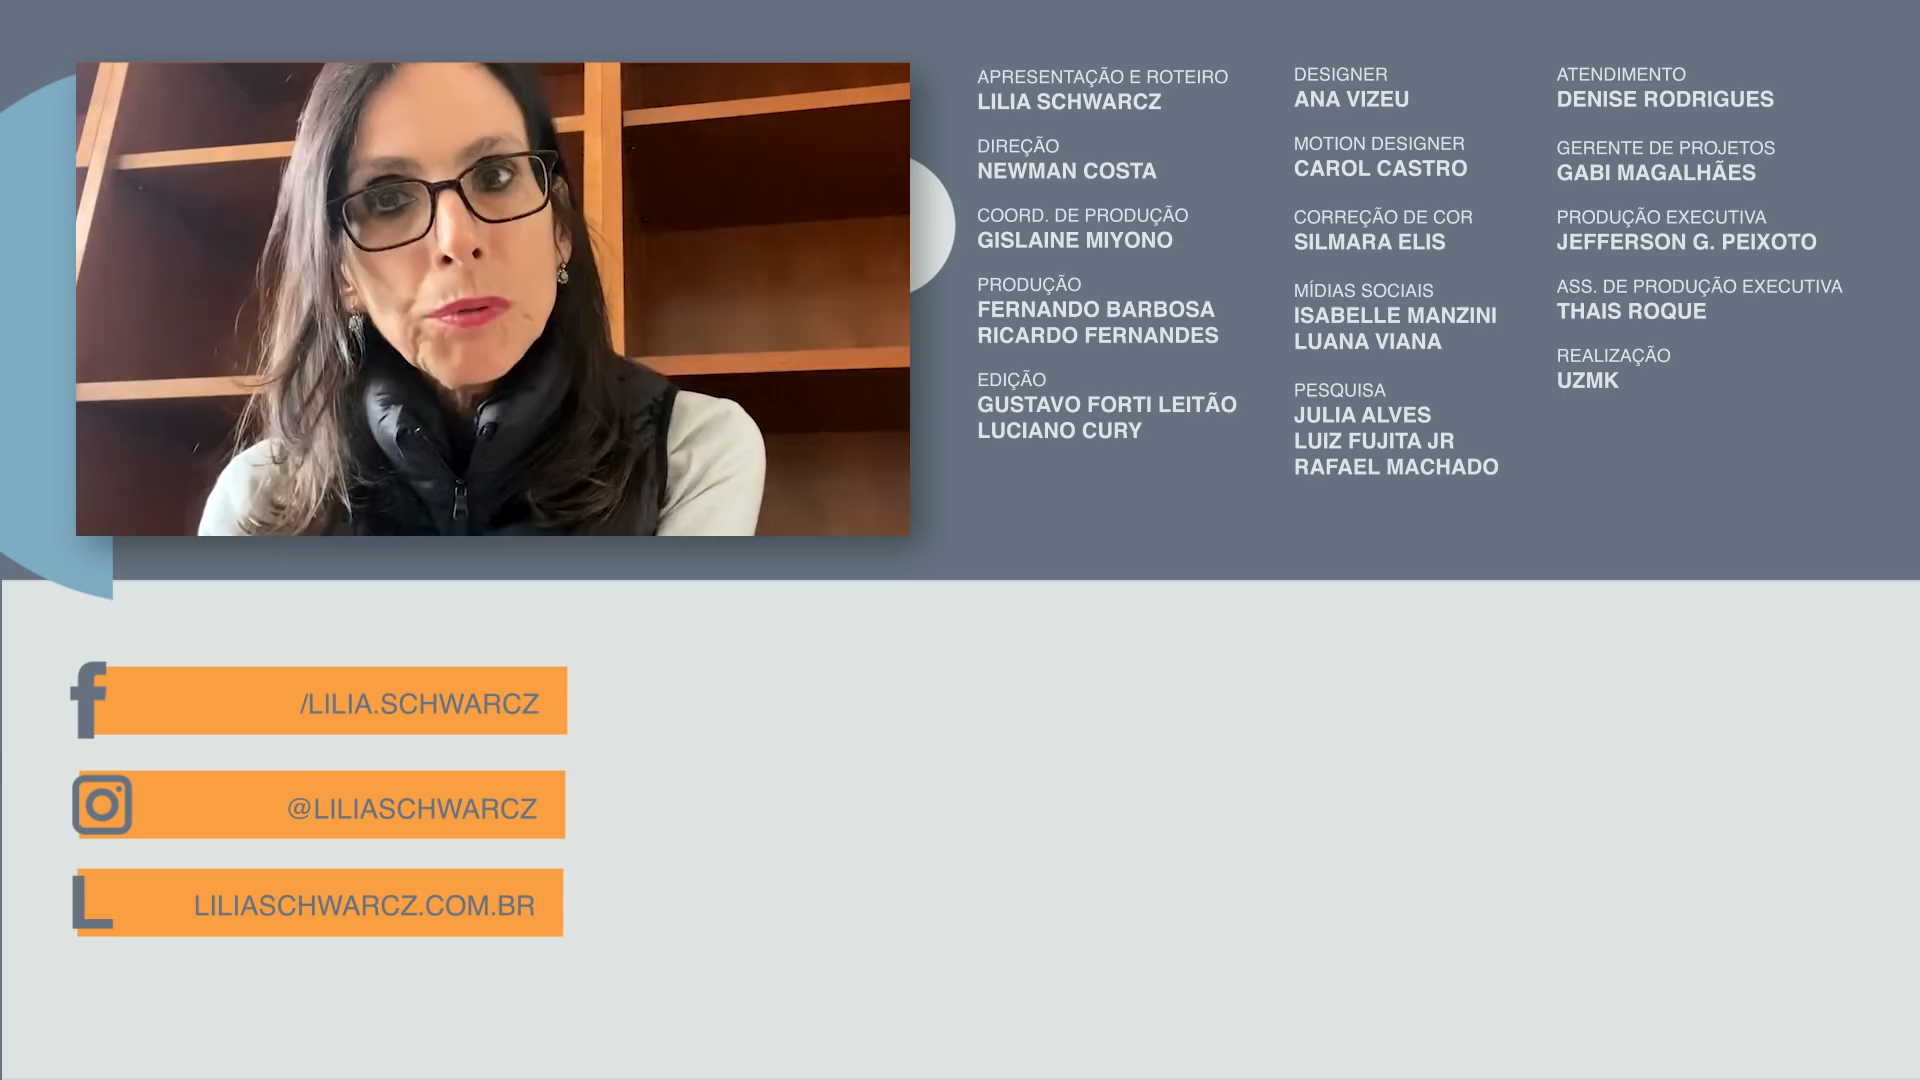 APRESENTAÇÃO E ROTEIRO
LILIA SCHWARCZ
DIREÇÃO
NEWMAN COSTA
COORD. DE PRODUÇÃO
GISLAINE MIYONO
PRODUÇÃO
FERNANDO BARBOSA
RICARDO FERNANDES
EDIÇÃO
GUSTAVO FORTI LEITÃO
LUCIANO CURY
DESIGNER
ANA VIZEU
MOTION DESIGNER
CAROL CASTRO
CORREÇÃO DE COR
SILMARA ELIS
MÍDIAS SOCIAIS
ISABELLE MANZINI
LUANA VIANA
PESQUISA
JULIA ALVES
LUIZ FUJITA JR
RAFAEL MACHADO
ATENDIMENTO
DENISE RODRIGUES
GERENTE DE PROJETOS
GABI MAGALHÃES
PRODUÇÃO EXECUTIVA
JEFFERSON G. PEIXOTO
ASS. DE PRODUÇÃO EXECUTIVA
THAIS ROQUE
REALIZAÇÃO
UZMK
f /LILIA.SCHWARCZ
@LILIASCHWARCZ
L LILIASCHWARCZ.COM.BR